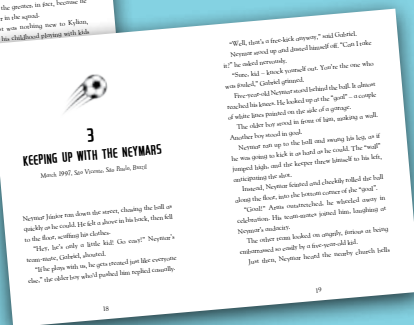 the greater, in fact, because he
in the squad.
was nothing new to Kylian,
his childhood playing with kids
3
KEEPING UP WITH THE NEYMARS
March 1997, São Vicente, São Paulo, Brazil
Neymar Júnior ran down the street, chasing the ball as
quickly as he could. He felt a shove in his back, then fell
to the floor, scuffing his clothes.
"Hey, he's only a little kid! Go easy!" Neymar's
team-mate, Gabriel, shouted.
"If he plays with us, he gets treated just like everyone
else," the older boy who'd pushed him replied casually.
18
"Well, that's a free-kick anyway," said Gabriel.
Neymar stood up and dusted himself off. "Can I take
it?" he asked nervously.
"Sure, kid – knock yourself out. You're the one who
was fouled," Gabriel grinned.
Five-year-old Neymar stood behind the ball. It almost
reached his knees. He looked up at the "goal" – a couple
of white lines painted on the side of a garage.
The older boy stood in front of him, making a wall.
Another boy stood in goal.
Neymar ran up to the ball and swung his leg, as if
he was going to kick it as hard as he could. The "wall"
jumped high, and the keeper threw himself to his left,
anticipating the shot.
Instead, Neymar feinted and cheekily rolled the ball
along the floor, into the bottom corner of the "goal".
"Goal!" Arms outstretched, he wheeled away in
celebration. His team-mates joined him, laughing at
Neymar's audacity.
The other team looked on angrily, furious at being
embarrassed so easily by a five-year-old kid.
Just then, Neymar heard the nearby church bells
19